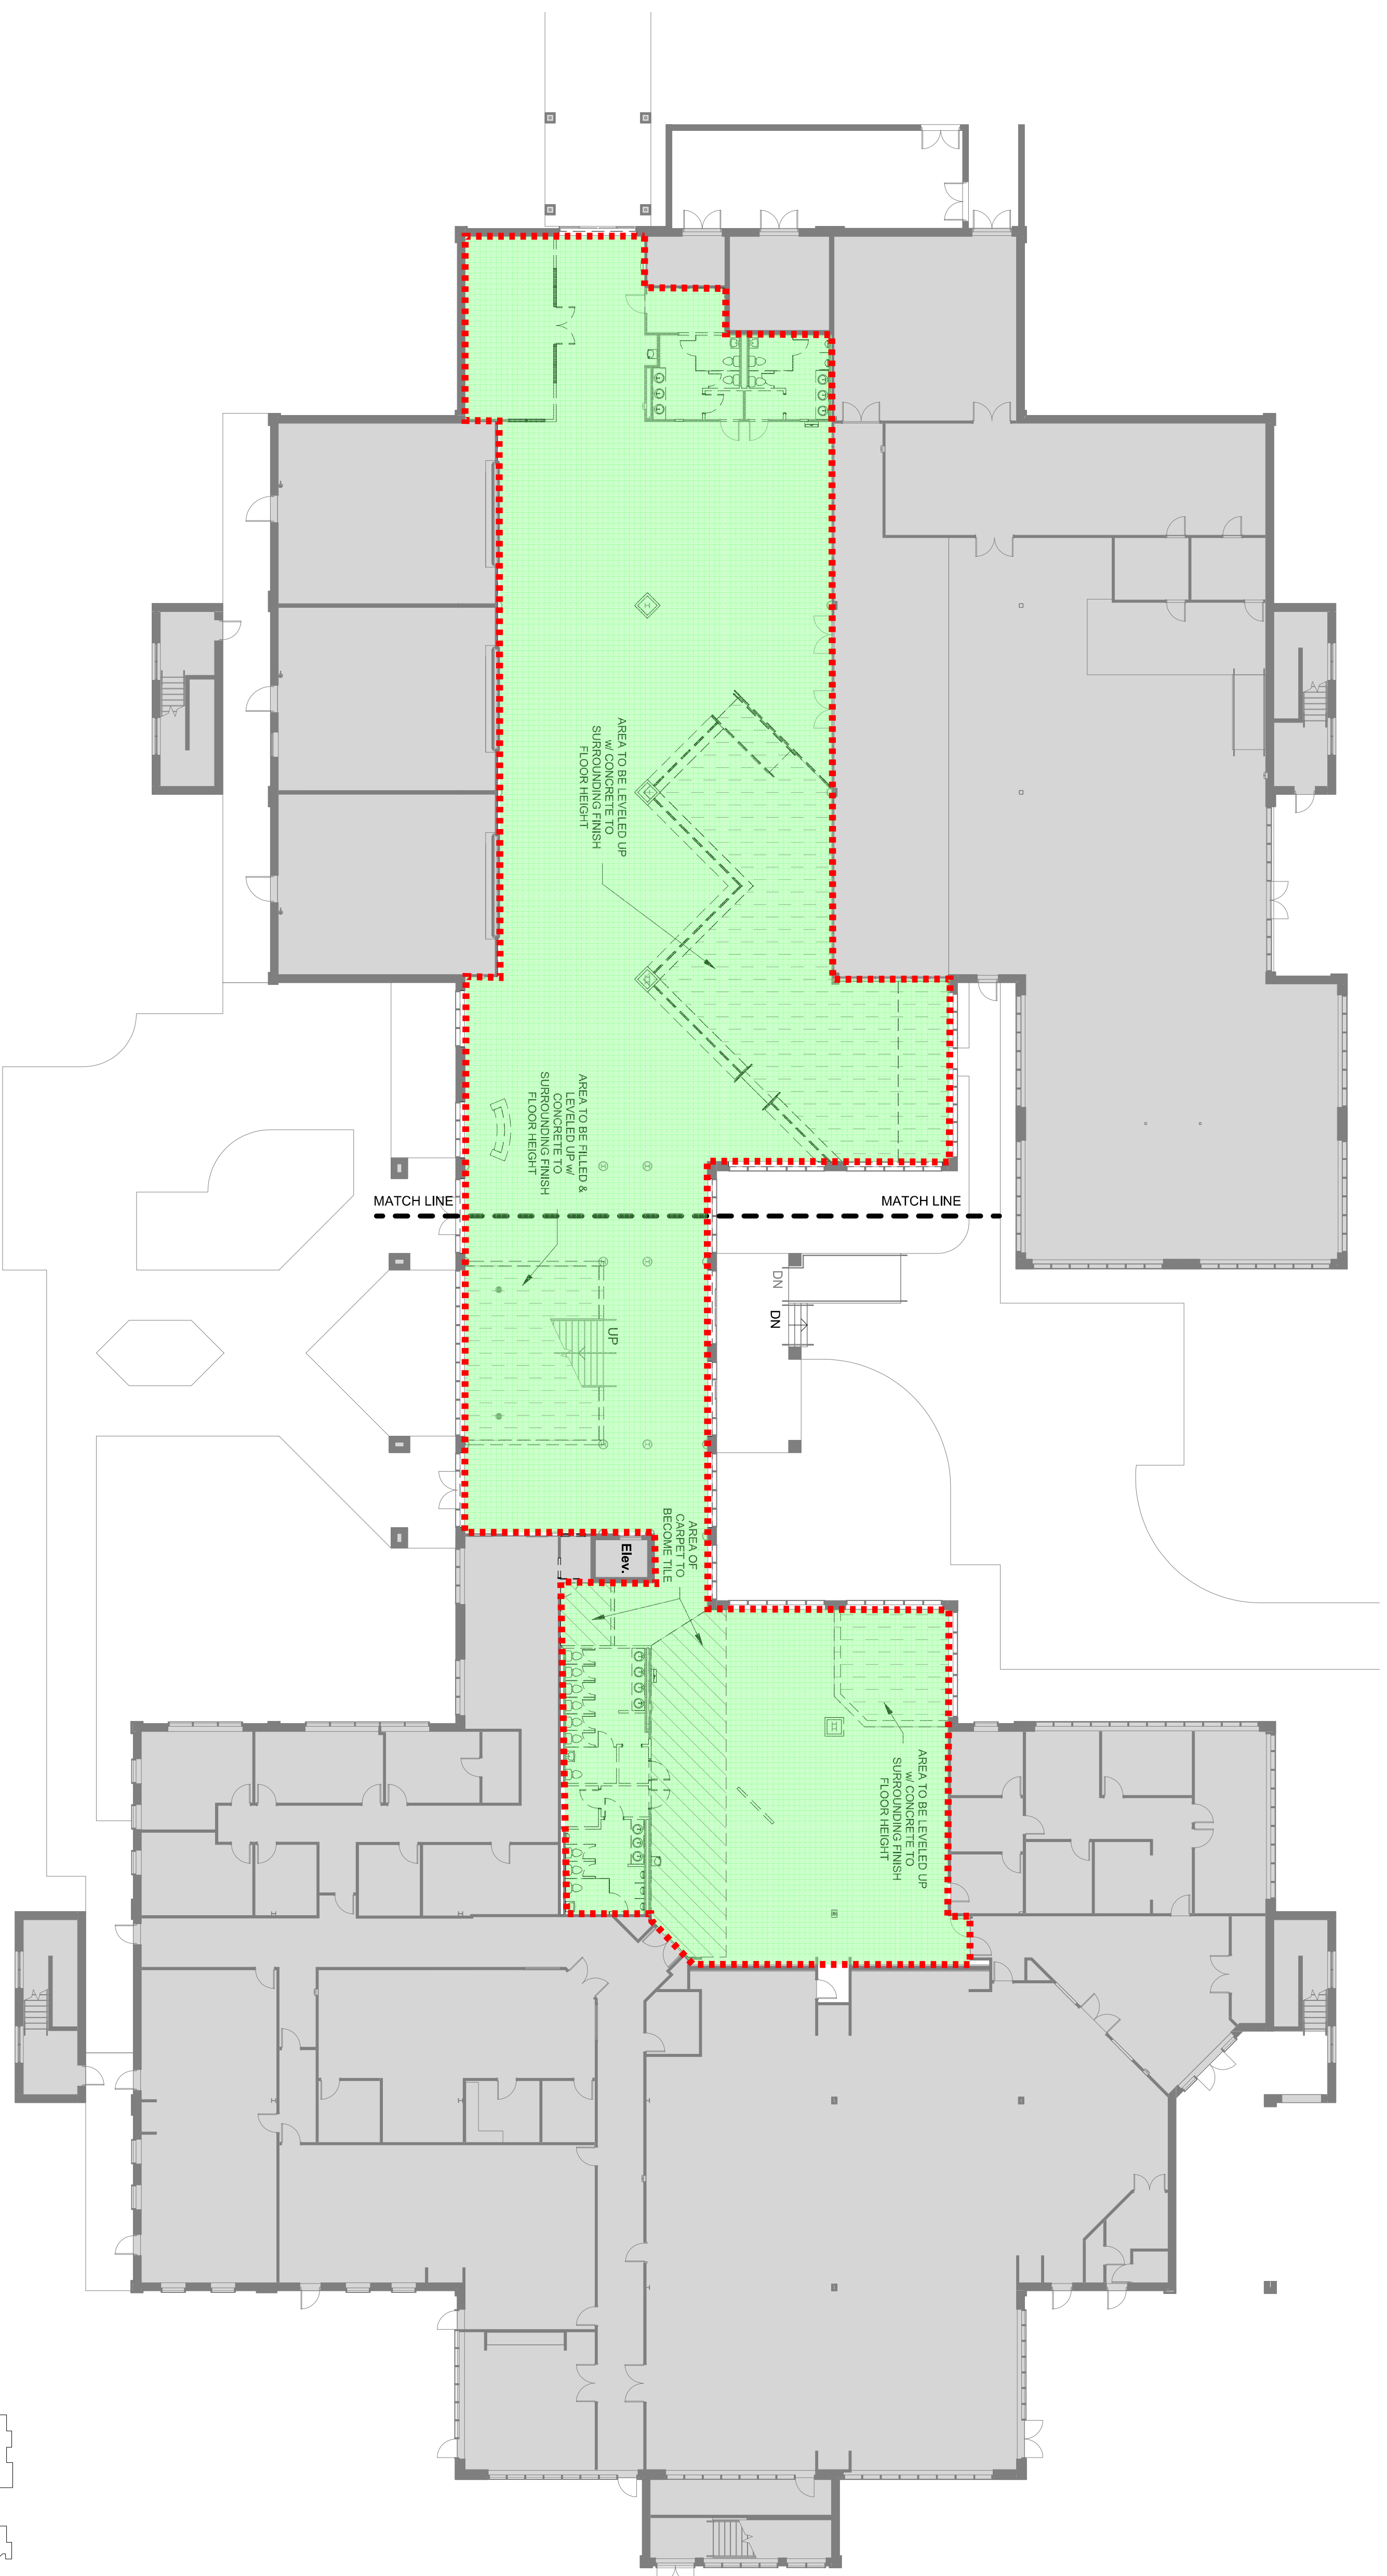 AREA TO BE LEVELED UP
w/ CONCRETE TO
SURROUNDING FINISH
FLOOR HEIGHT
AREA TO BE FILLED &
LEVELED UP w/
CONCRETE TO
SURROUNDING FINISH
FLOOR HEIGHT
MATCH LINE
MATCH LINE
DN
DN
UP
AREA OF
CARPET TO
BECOME TILE
Elev.
AREA TO BE LEVELED UP
w/ CONCRETE TO
SURROUNDING FINISH
FLOOR HEIGHT